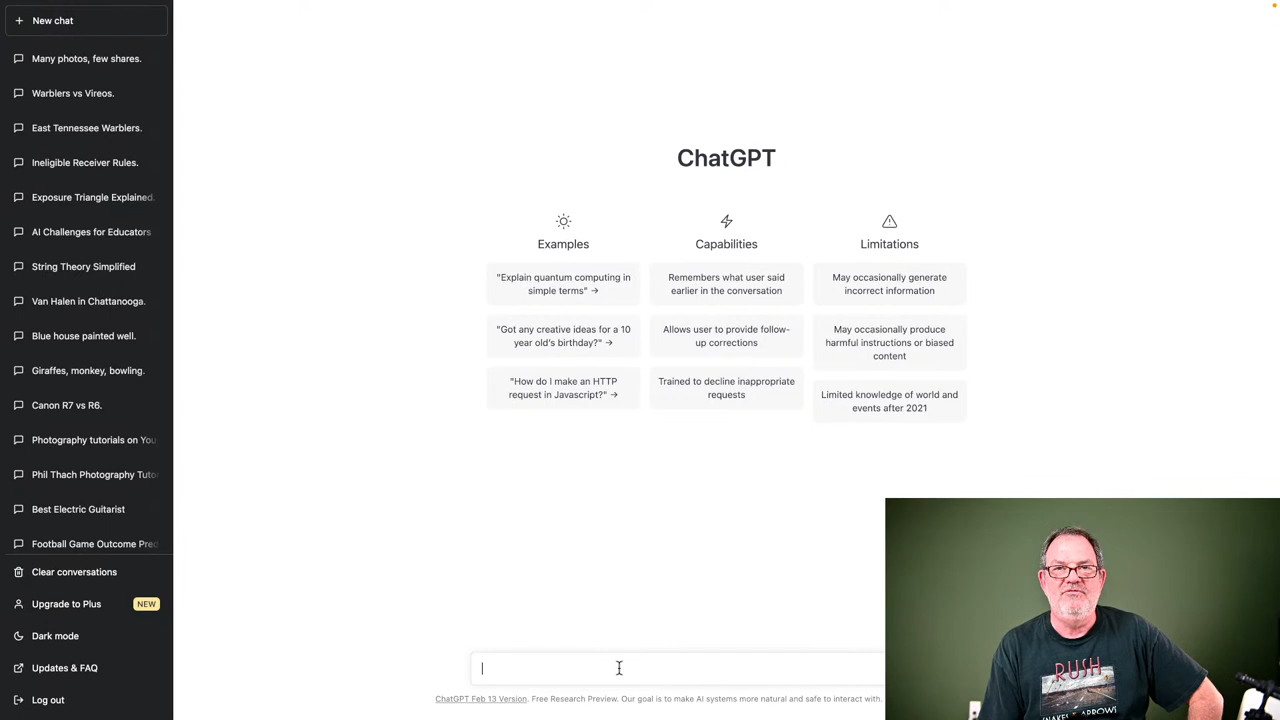 New chat
Many photos, few shares.
Warblers vs Vireos.
East Tennessee Warblers.
Ineligible Receiver Rules.
Exposure Triangle Explained.
AI Challenges for Educators
String Theory Simplified
Van Halen in Chattanooga.
Blue house painted well.
Giraffes, monkey, bowling.
Canon R7 vs R6.
Photography tutorials on You
Phil Thach Photography Tuto
Best Electric Guitarist
Football Game Outcome Pred
Clear conversations
Upgrade to Plus NEW
Dark mode
Updates & FAQ
Log out
ChatGPT
Examples
"Explain quantum computing in
simple terms" →
"Got any creative ideas for a 10
year old's birthday?" →
"How do I make an HTTP
request in Javascript?" →
Capabilities
Remembers what user said
earlier in the conversation
Allows user to provide follow-
up corrections
Trained to decline inappropriate
requests
Limitations
May occasionally generate
incorrect information
May occasionally produce
harmful instructions or biased
content
Limited knowledge of world and
events after 2021
ChatGPT Feb 13 Version. Free Research Preview. Our goal is to make AI systems more natural and safe to interact with.
RUSH
SNAKES & ARROWS